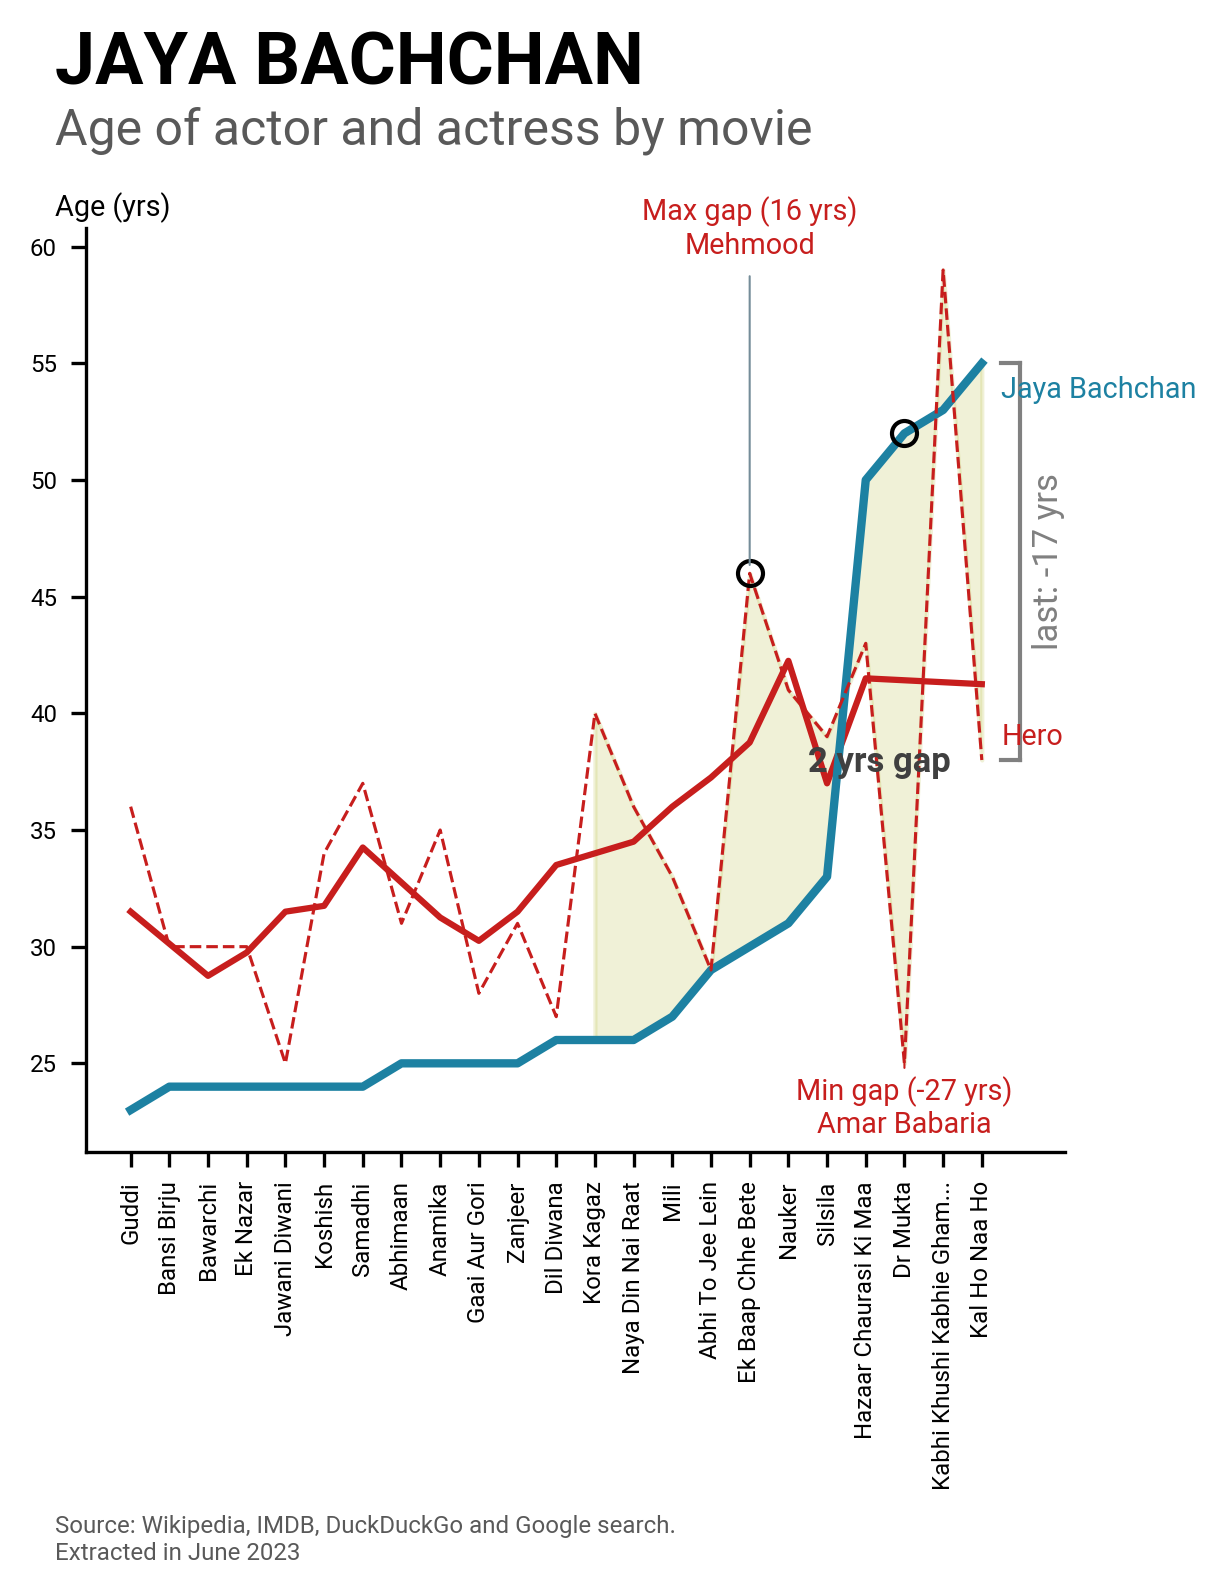 JAYA BACHCHAN
Age of actor and actress by movie
Age (yrs)
Max gap (16 yrs)
Mehmood
60
55
50
45
40
35
30
25
Jaya Bachchan
last: -17 yrs
Hero
2 yrs gap
Min gap (-27 yrs)
Amar Babaria
Guddi
Bansi Birju
Bawarchi
Ek Nazar
Jawani Diwani
Koshish
Samadhi
Abhimaan
Anamika
Gaai Aur Gori
Zanjeer
Dil Diwana
Kora Kagaz
Naya Din Nai Raat
Mili
Abhi To Jee Lein
Ek Baap Chhe Bete
Nauker
Silsila
Hazaar Chaurasi Ki Maa
Dr Mukta
Kabhi Khushi Kabhie Gham...
Kal Ho Naa Ho
Source: Wikipedia, IMDB, DuckDuckGo and Google search.
Extracted in June 2023